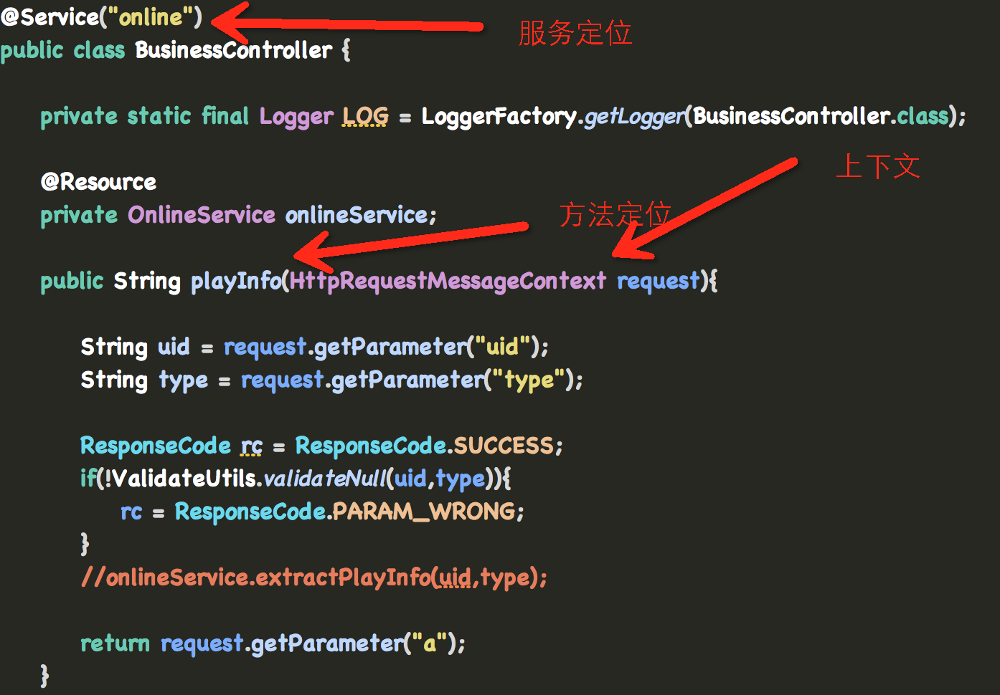 @Service("online")
服务定位
public class BusinessController {
private static final Logger LOG = LoggerFactory.getLogger(BusinessController.class);
上下文
@Resource
private OnlineService onlineService;
方法定位
public String playInfo(HttpRequestMessageContext request){
String uid = request.getParameter("uid");
String type = request.getParameter("type");
ResponseCode rc = ResponseCode.SUCCESS;
if(!ValidateUtils.validateNull(uid,type)){
rc = ResponseCode.PARAM_WRONG;
}
//onlineService.extractPlayInfo(uid,type);
return request.getParameter("a");
}